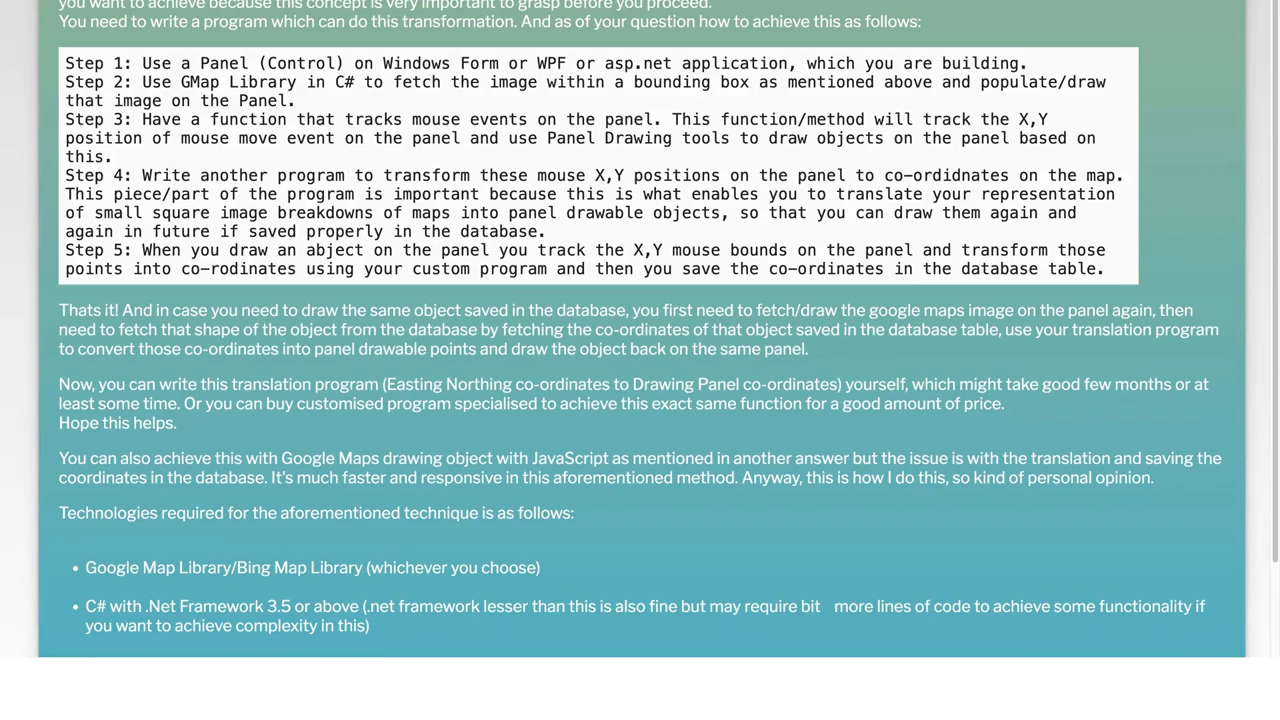 you want to achieve because this concept is very important to grasp before you proceed.
You need to write a program which can do this transformation. And as of your question how to achieve this as follows:
Step 1: Use a Panel (Control) on Windows Form or WPF or asp.net application, which you are building.
Step 2: Use GMap Library in C# to fetch the image within a bounding box as mentioned above and populate/draw
that image on the Panel.
Step 3: Have a function that tracks mouse events on the panel. This function/method will track the X,Y
position of mouse move event on the panel and use Panel Drawing tools to draw objects on the panel based on
this.
Step 4: Write another program to transform these mouse X,Y positions on the panel to co-ordidnates on the map.
This piece/part of the program is important because this is what enables you to translate your representation
of small square image breakdowns of maps into panel drawable objects, so that you can draw them again and
again in future if saved properly in the database.
Step 5: When you draw an abject on the panel you track the X,Y mouse bounds on the panel and transform those
points into co-rodinates using your custom program and then you save the co-ordinates in the database table.
Thats it! And in case you need to draw the same object saved in the database, you first need to fetch/draw the google maps image on the panel again, then
need to fetch that shape of the object from the database by fetching the co-ordinates of that object saved in the database table, use your translation program
to convert those co-ordinates into panel drawable points and draw the object back on the same panel.
Now, you can write this translation program (Easting Northing co-ordinates to Drawing Panel co-ordinates) yourself, which might take good few months or at
least some time. Or you can buy customised program specialised to achieve this exact same function for a good amount of price.
Hope this helps.
You can also achieve this with Google Maps drawing object with JavaScript as mentioned in another answer but the issue is with the translation and saving the
coordinates in the database. It's much faster and responsive in this aforementioned method. Anyway, this is how I do this, so kind of personal opinion.
Technologies required for the aforementioned technique is as follows:
• Google Map Library/Bing Map Library (whichever you choose)
• C# with .Net Framework 3.5 or above (.net framework lesser than this is also fine but may require bit more lines of code to achieve some functionality if
you want to achieve complexity in this)